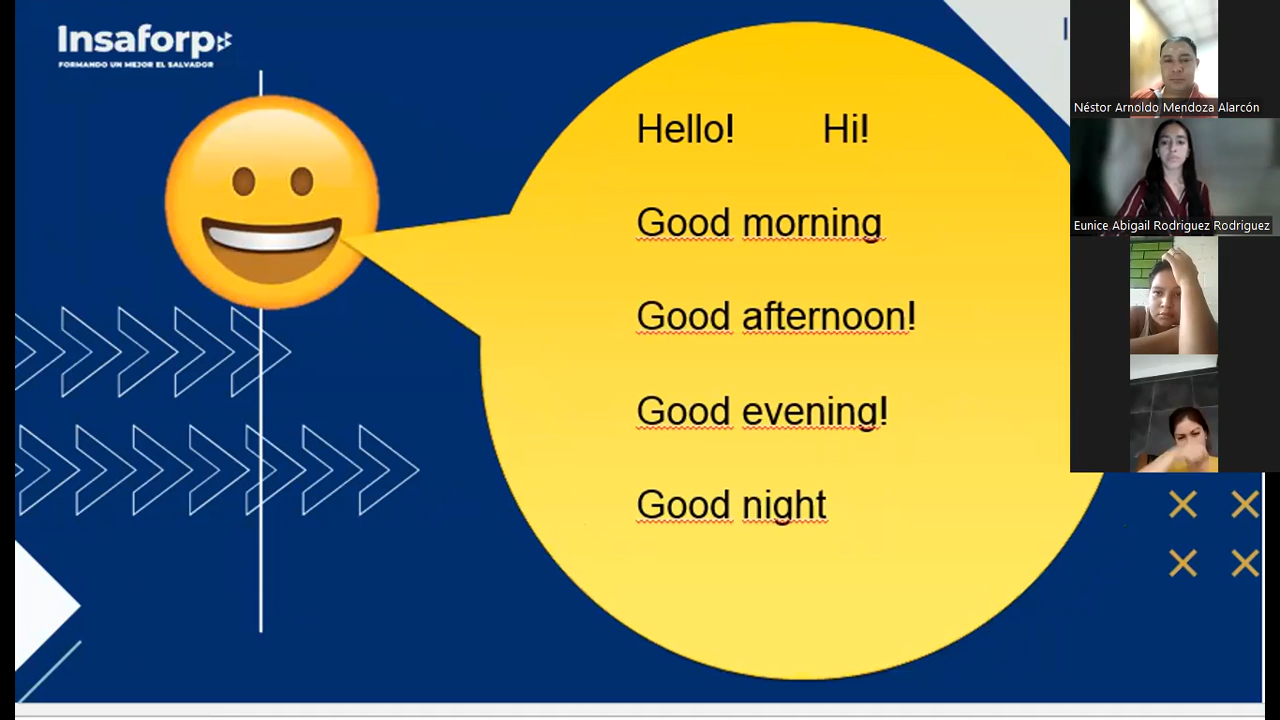 Insaforp
FORMANDO UN MEJOR EL SALVADOR
Hello! Hi!
Good morning
Good afternoon!
Good evening!
Good night
Néstor Arnoldo Mendoza Alarcón
Eunice Abigail Rodriguez Rodriguez